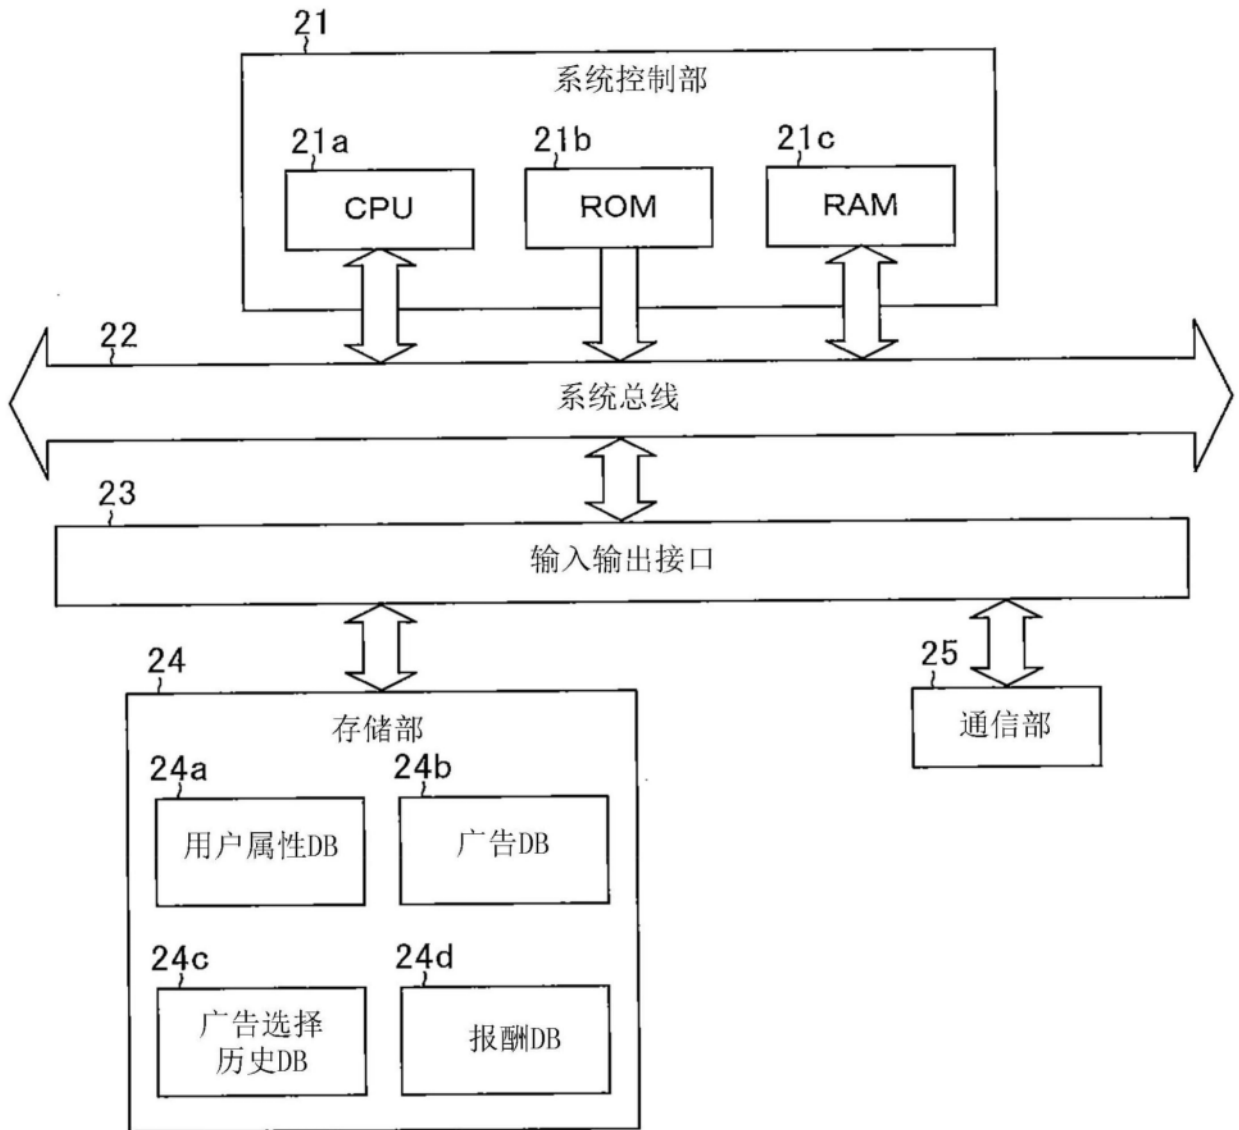 21
系统控制部
21a
21b
21c
CPU
ROM
RAM
22
系统总线
23
输入输出接口
24
25
存储部
通信部
24a
24b
用户属性DB
广告DB
24c
24d
广告选择
历史DB
报酬DB